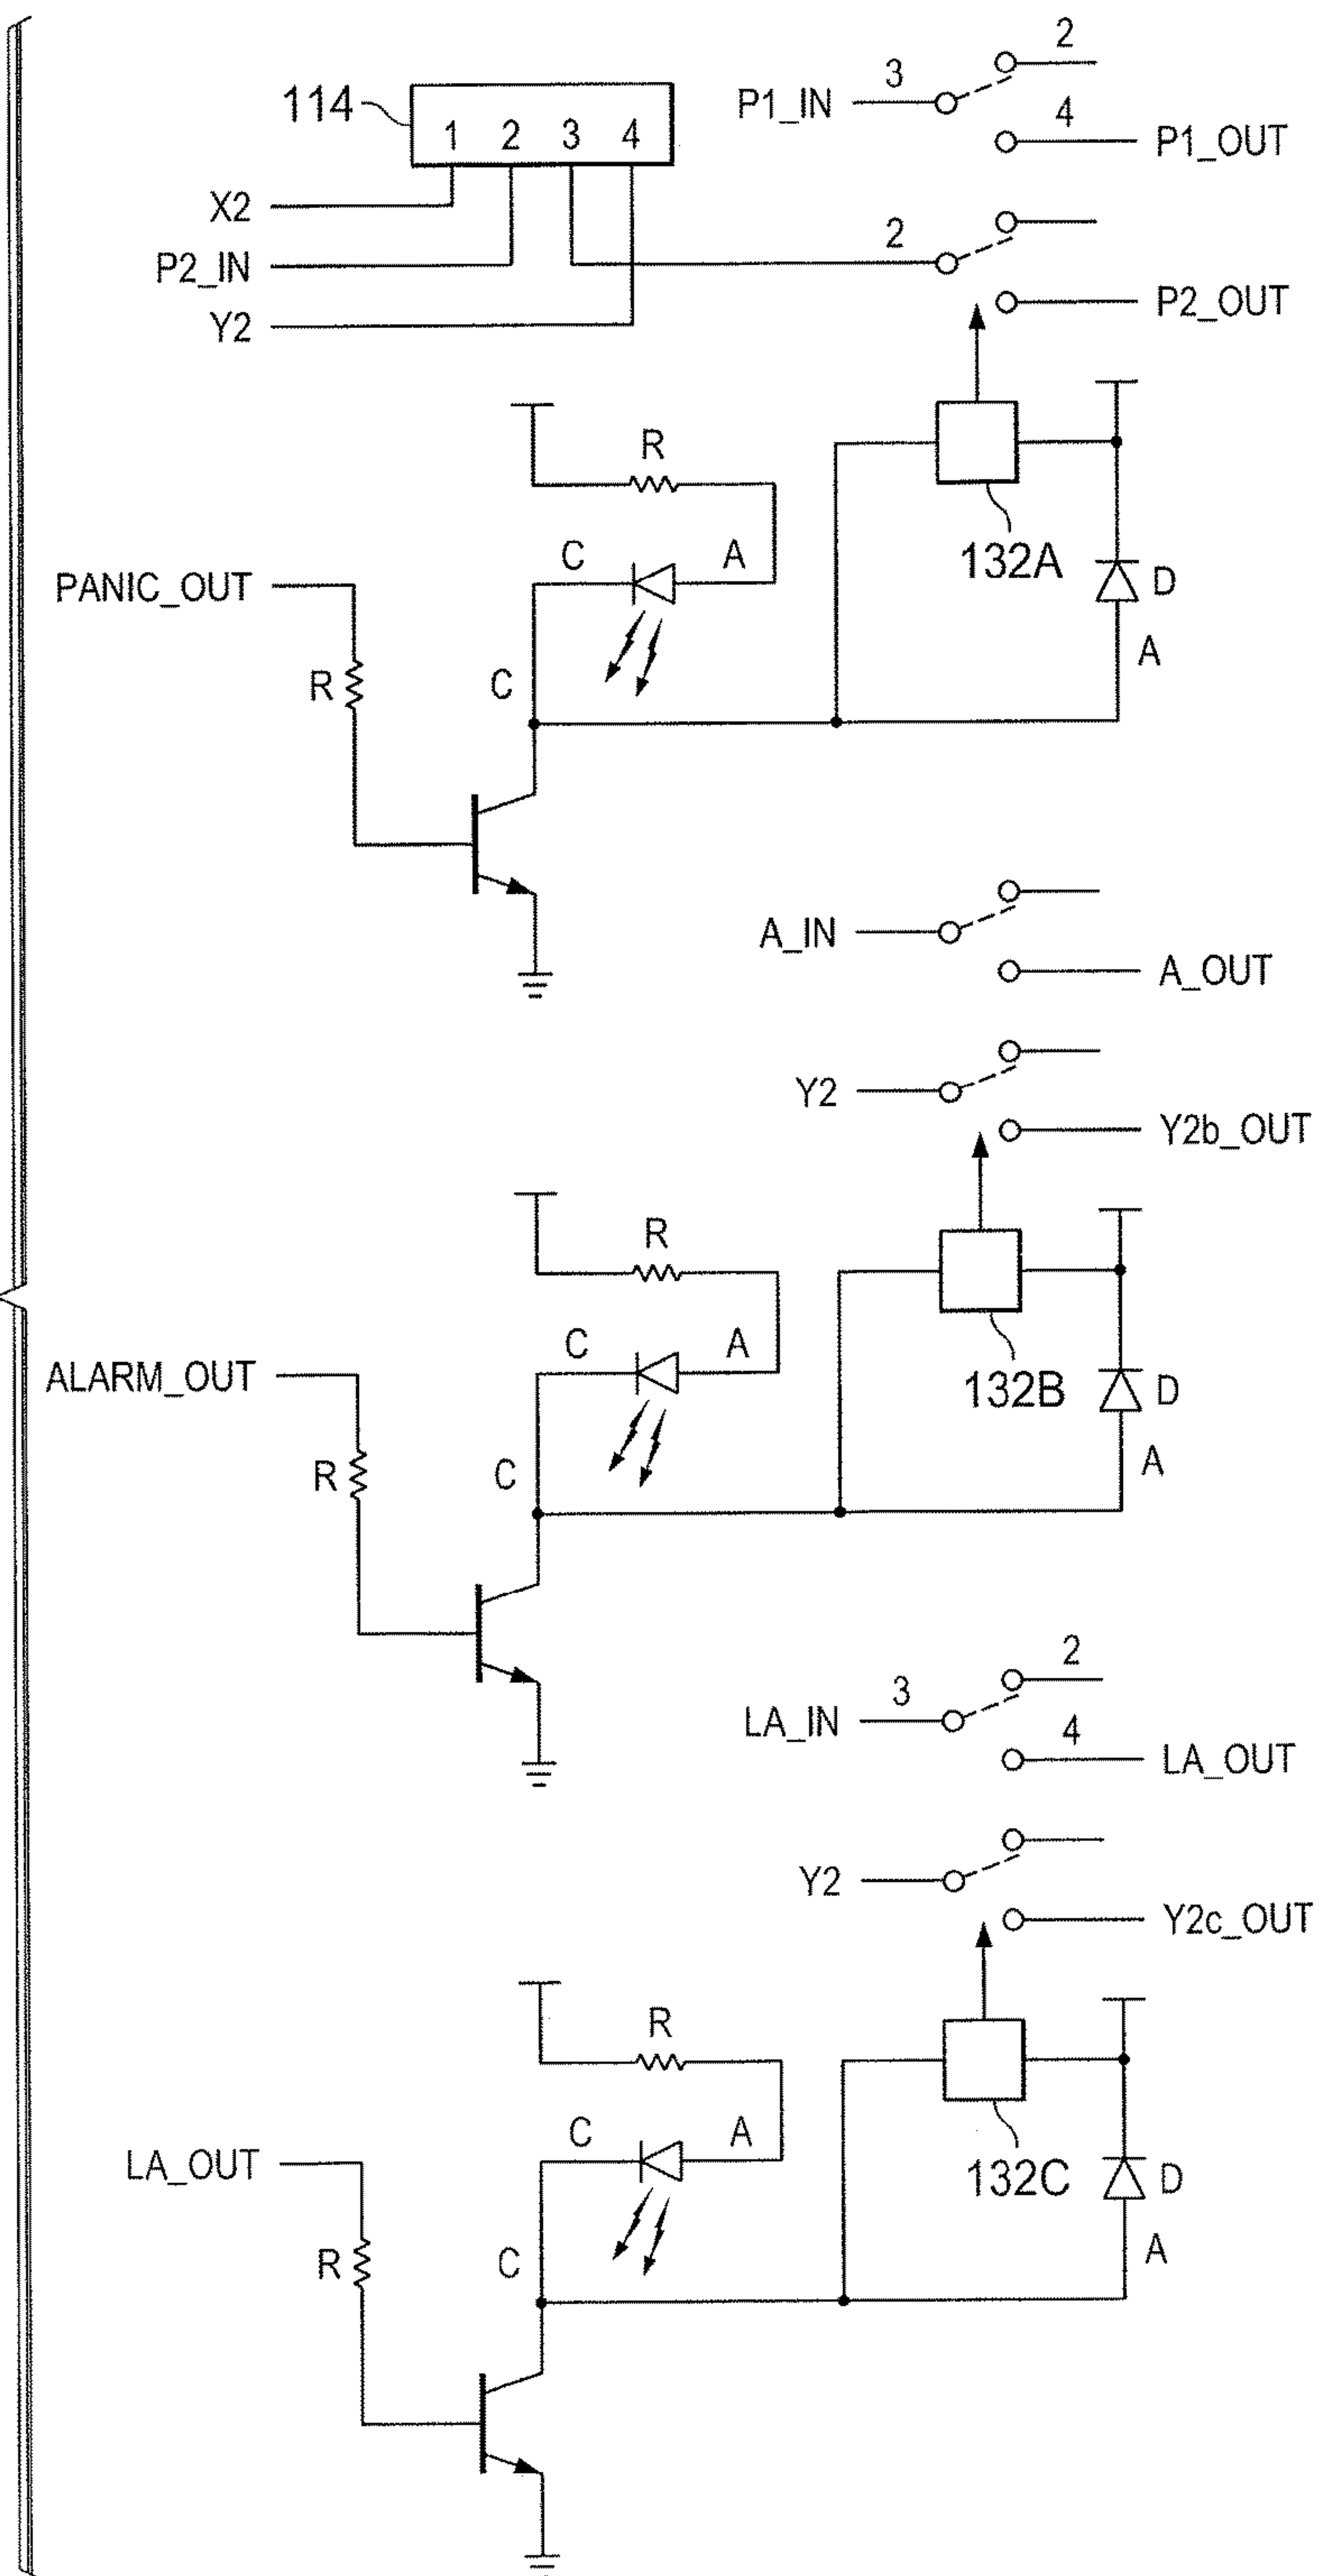 2
3
P1_IN
4
P1_OUT
114
1 2 3 4
X2
P2_IN
Y2
2
P2_OUT
R
132A
C
A
D
A
PANIC_OUT
R
C
A_IN
A_OUT
Y2
Y2b_OUT
R
132B
C
A
D
A
ALARM_OUT
R
C
2
3
LA_IN
4
LA_OUT
Y2
Y2c_OUT
R
132C
C
A
D
A
LA_OUT
R
C